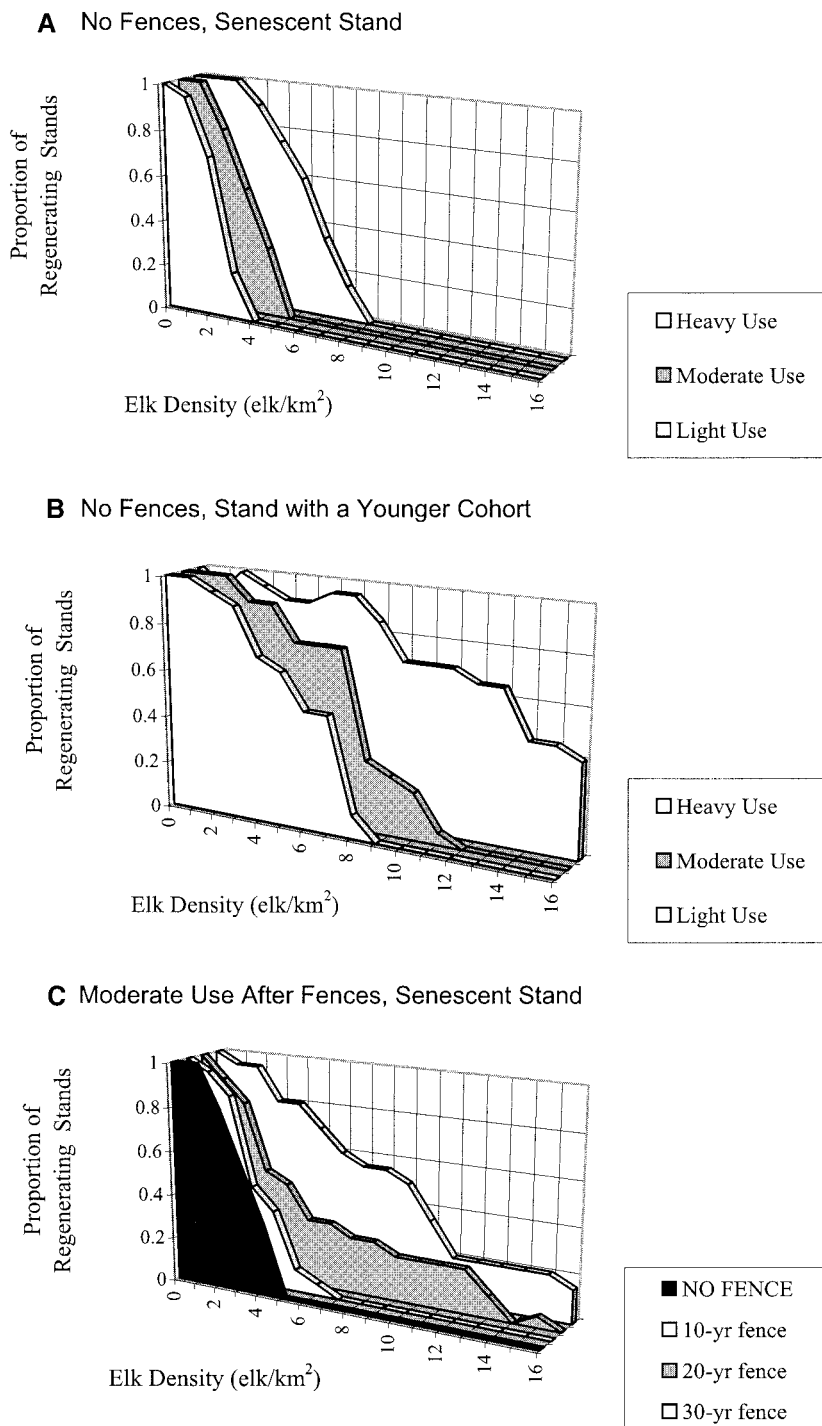 A No Fences, Senescent Stand
Proportion of
Regenerating Stands
1
0.8
0.6
0.4
0.2
0
0 2 4 6 8 10 12 14 16
Elk Density (elk/km²)
Heavy Use
Moderate Use
Light Use
B No Fences, Stand with a Younger Cohort
Proportion of
Regenerating Stands
1
0.8
0.6
0.4
0.2
0
0 2 4 6 8 10 12 14 16
Elk Density (elk/km²)
Heavy Use
Moderate Use
Light Use
C Moderate Use After Fences, Senescent Stand
Proportion of
Regenerating Stands
1
0.8
0.6
0.4
0.2
0
0 2 4 6 8 10 12 14 16
Elk Density (elk/km²)
NO FENCE
10-yr fence
20-yr fence
30-yr fence